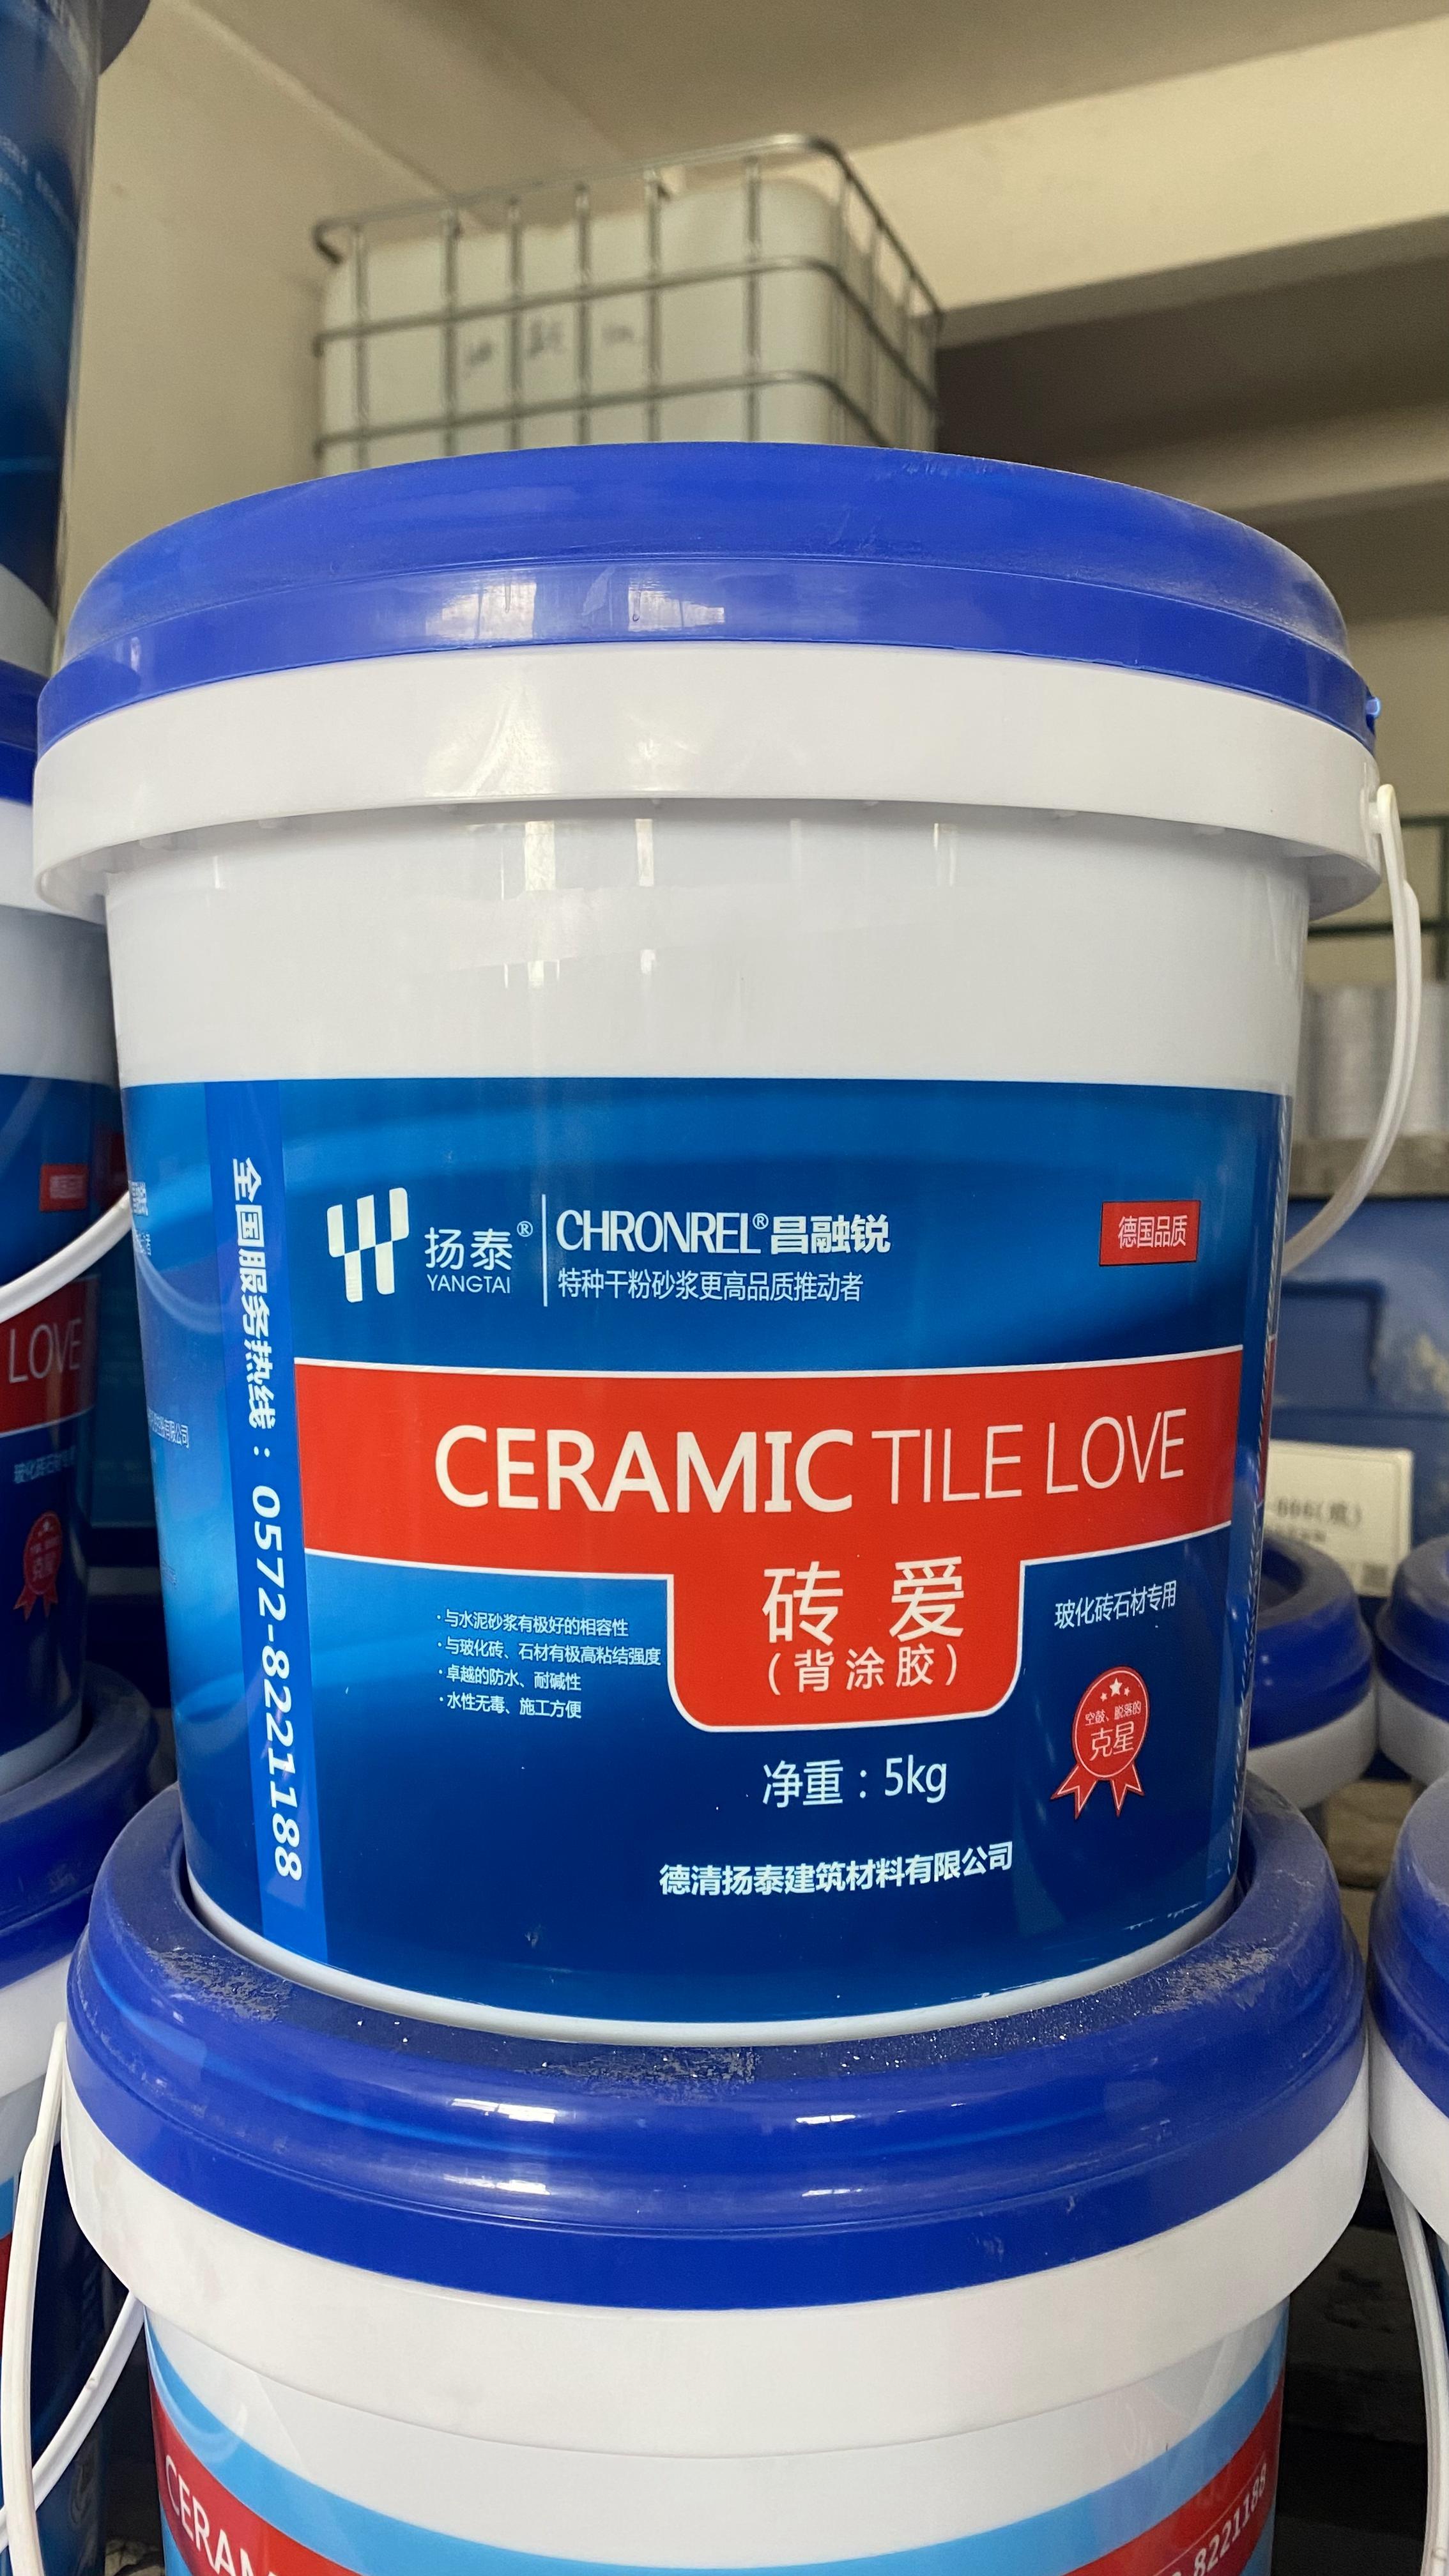 扬泰®
YANGTAI
CHRONREL®昌融锐
特种干粉砂浆更高品质推动者
德国品质
全国服务热线：0572-8221188
CERAMIC TILE LOVE
砖 爱
（背涂胶）
·与水泥砂浆有极好的相容性
·与玻化砖、石材有极高粘结强度
·卓越的防水、耐碱性
·水性无毒、施工方便
玻化砖石材专用
空鼓、脱落的
克星
净重：5kg
德清扬泰建筑材料有限公司
LOVE
克星
CERAM
8221188